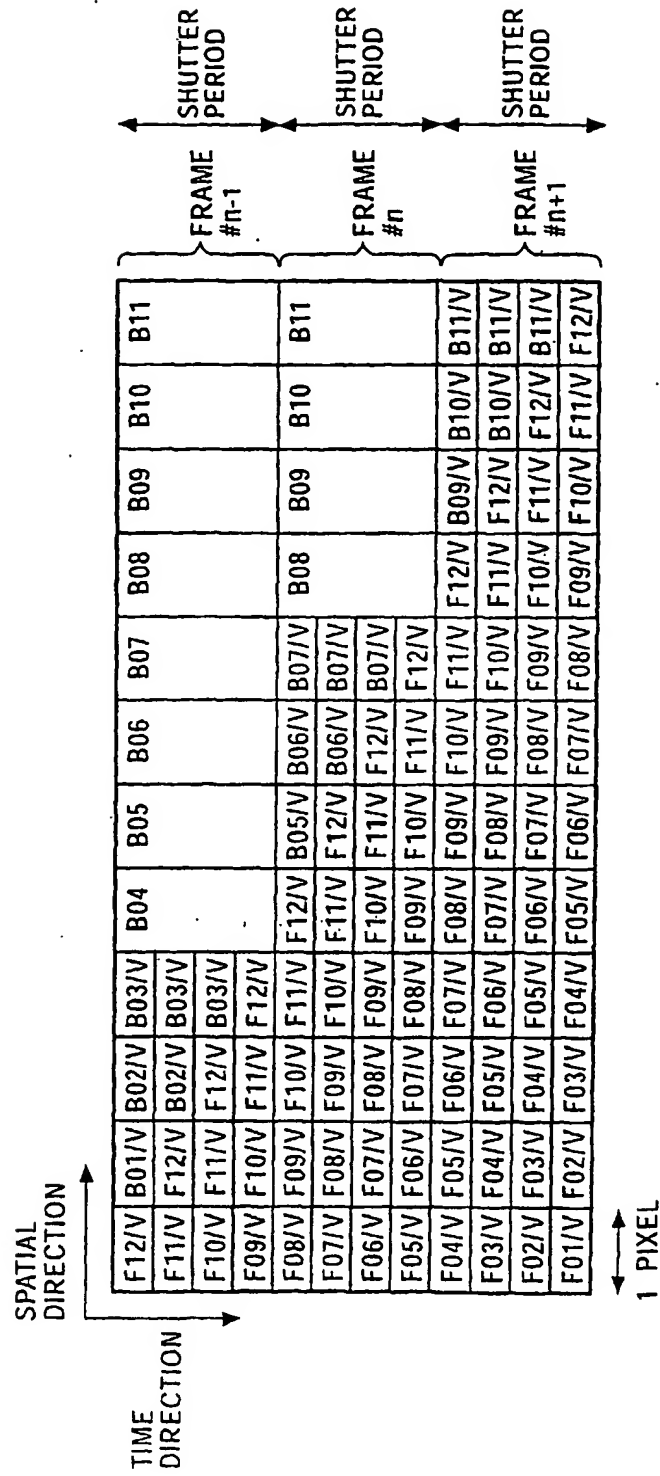 SPATIAL
DIRECTION
TIME
DIRECTION
F12/V B01/V B02/V B03/V B04 B05 B06 B07 B08 B09 B10 B11
F11/V F12/V B02/V B03/V
F10/V F11/V F12/V B03/V
F09/V F10/V F11/V F12/V
FRAME
#n-1
SHUTTER
PERIOD
F08/V F09/V F10/V F11/V F12/V B05/V B06/V B07/V B08 B09 B10 B11
F07/V F08/V F09/V F10/V F11/V F12/V B06/V B07/V
F06/V F07/V F08/V F09/V F10/V F11/V F12/V B07/V
F05/V F06/V F07/V F08/V F09/V F10/V F11/V F12/V
FRAME
#n
SHUTTER
PERIOD
F04/V F05/V F06/V F07/V F08/V F09/V F10/V F11/V F12/V B09/V B10/V B11/V
F03/V F04/V F05/V F06/V F07/V F08/V F09/V F10/V F11/V F12/V B10/V B11/V
F02/V F03/V F04/V F05/V F06/V F07/V F08/V F09/V F10/V F11/V F12/V B11/V
F01/V F02/V F03/V F04/V F05/V F06/V F07/V F08/V F09/V F10/V F11/V F12/V
FRAME
#n+1
SHUTTER
PERIOD
1 PIXEL